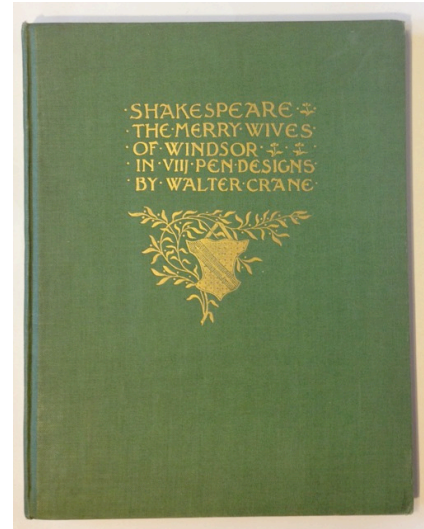 ·SHAKESPEARE·
·THE·MERRY·WIVES·
·OF·WINDSOR·
·IN·VIIJ·PEN·DESIGNS·
·BY·WALTER·CRANE·